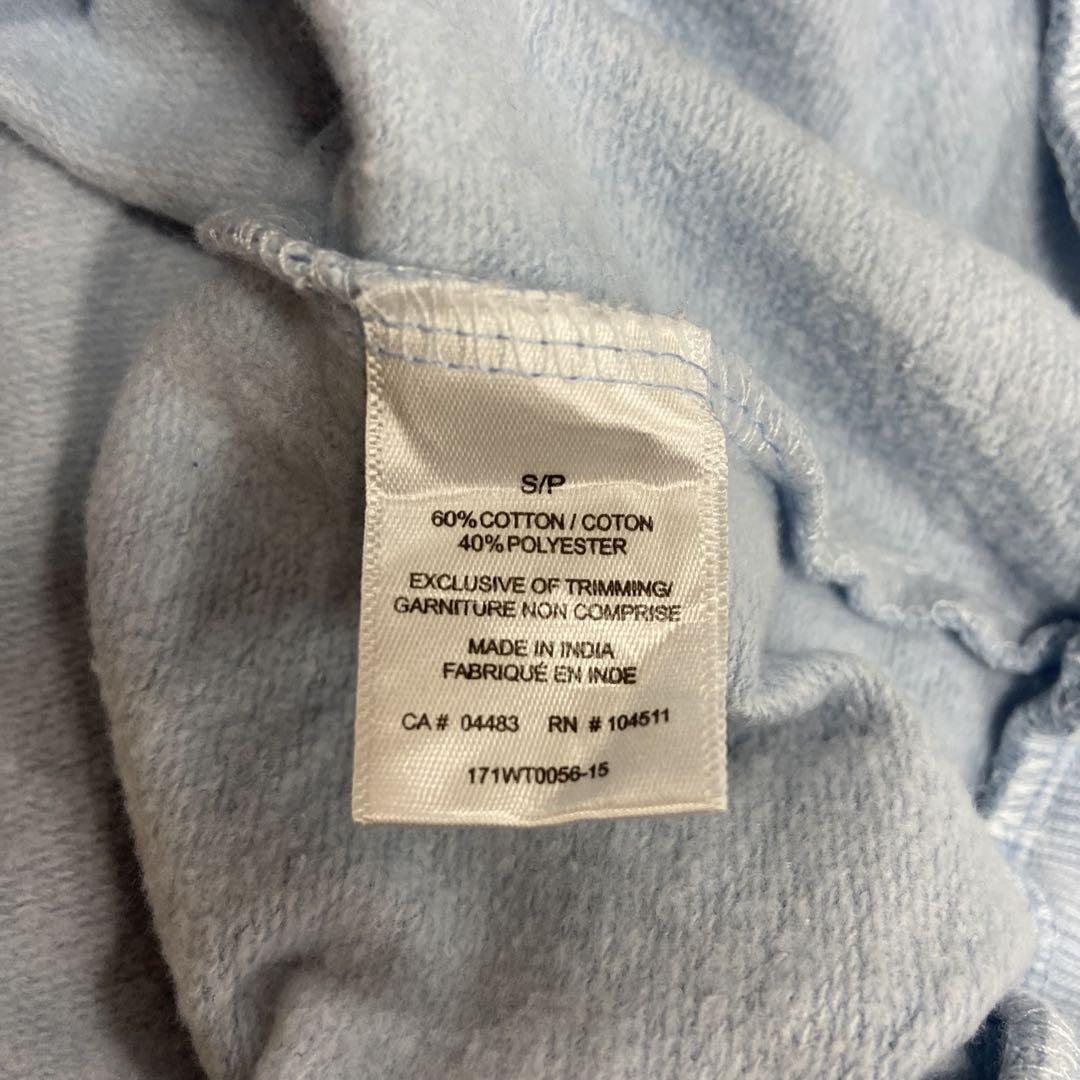 S/P
60% COTTON / COTON
40% POLYESTER
EXCLUSIVE OF TRIMMING/
GARNITURE NON COMPRISE
MADE IN INDIA
FABRIQUÉ EN INDE
CA # 04483 RN # 104511
171WT0056-15